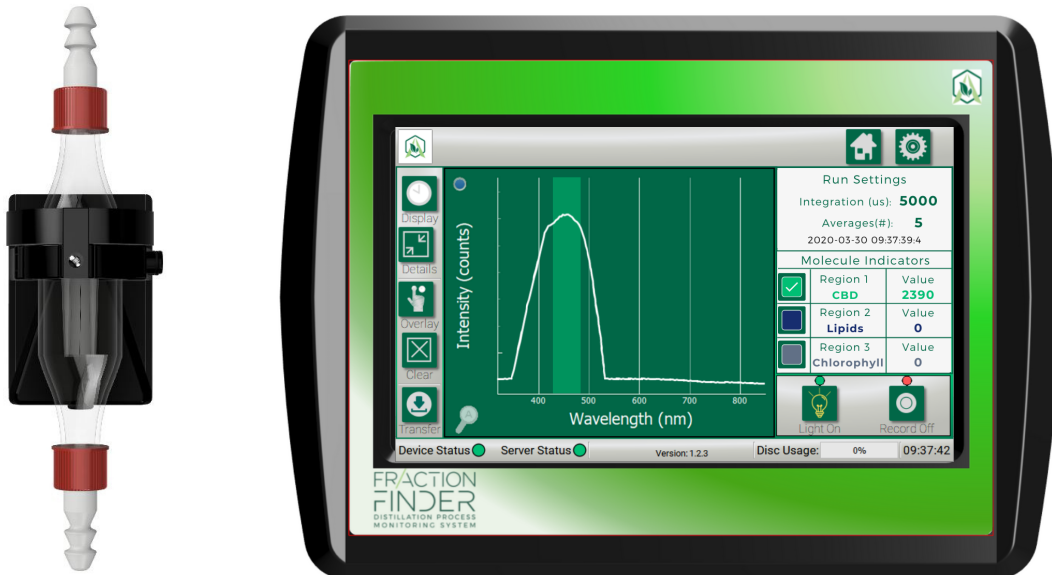 Display
Details
Overlay
Clear
Transfer
Intensity (counts)
400 500 600 700 800
Wavelength (nm)
Run Settings
Integration (us): 5000
Averages(#): 5
2020-03-30 09:37:39:4
Molecule Indicators
Region 1 Value
CBD 2390
Region 2 Value
Lipids 0
Region 3 Value
Chlorophyll 0
Light On Record Off
Device Status Server Status Version: 1.2.3 Disc Usage: 0% 09:37:42
FRACTION
FINDER
DISTILLATION PROCESS
MONITORING SYSTEM